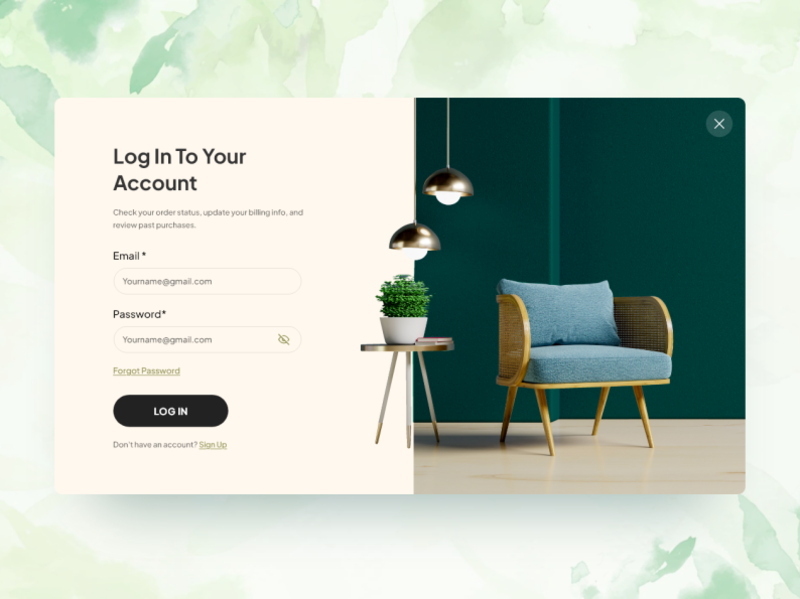 Log In To Your
Account
Check your order status, update your billing info, and
review past purchases.
Email *
Yourname@gmail.com
Password*
Yourname@gmail.com
Forgot Password
LOG IN
Don't have an account? Sign Up